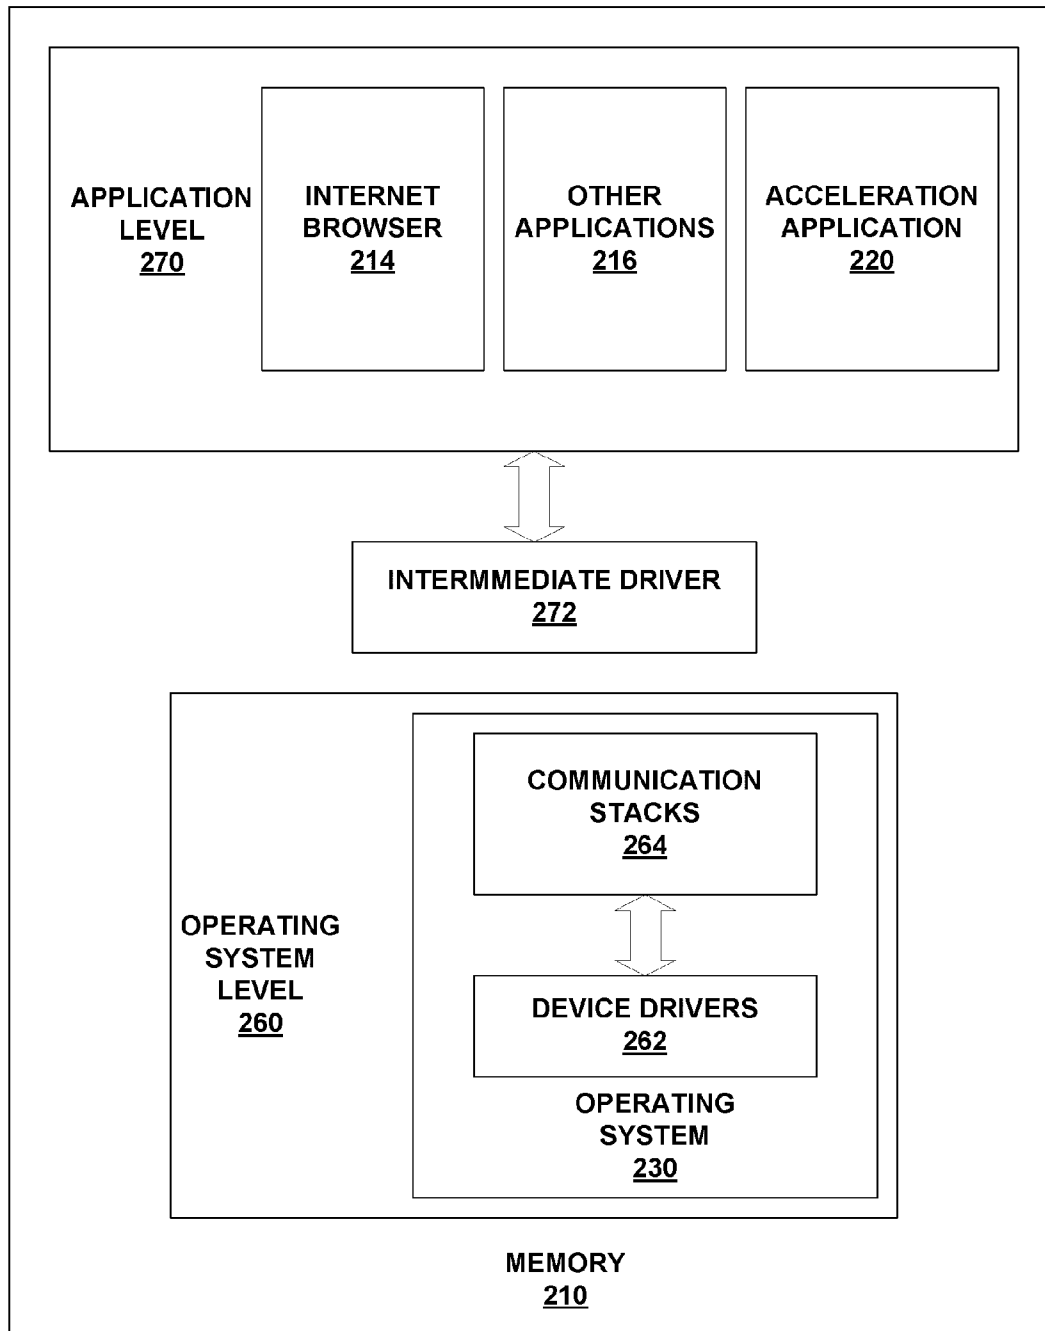 APPLICATION
LEVEL
270
INTERNET
BROWSER
214
OTHER
APPLICATIONS
216
ACCELERATION
APPLICATION
220
INTERMMEDIATE DRIVER
272
OPERATING
SYSTEM
LEVEL
260
COMMUNICATION
STACKS
264
DEVICE DRIVERS
262
OPERATING
SYSTEM
230
MEMORY
210